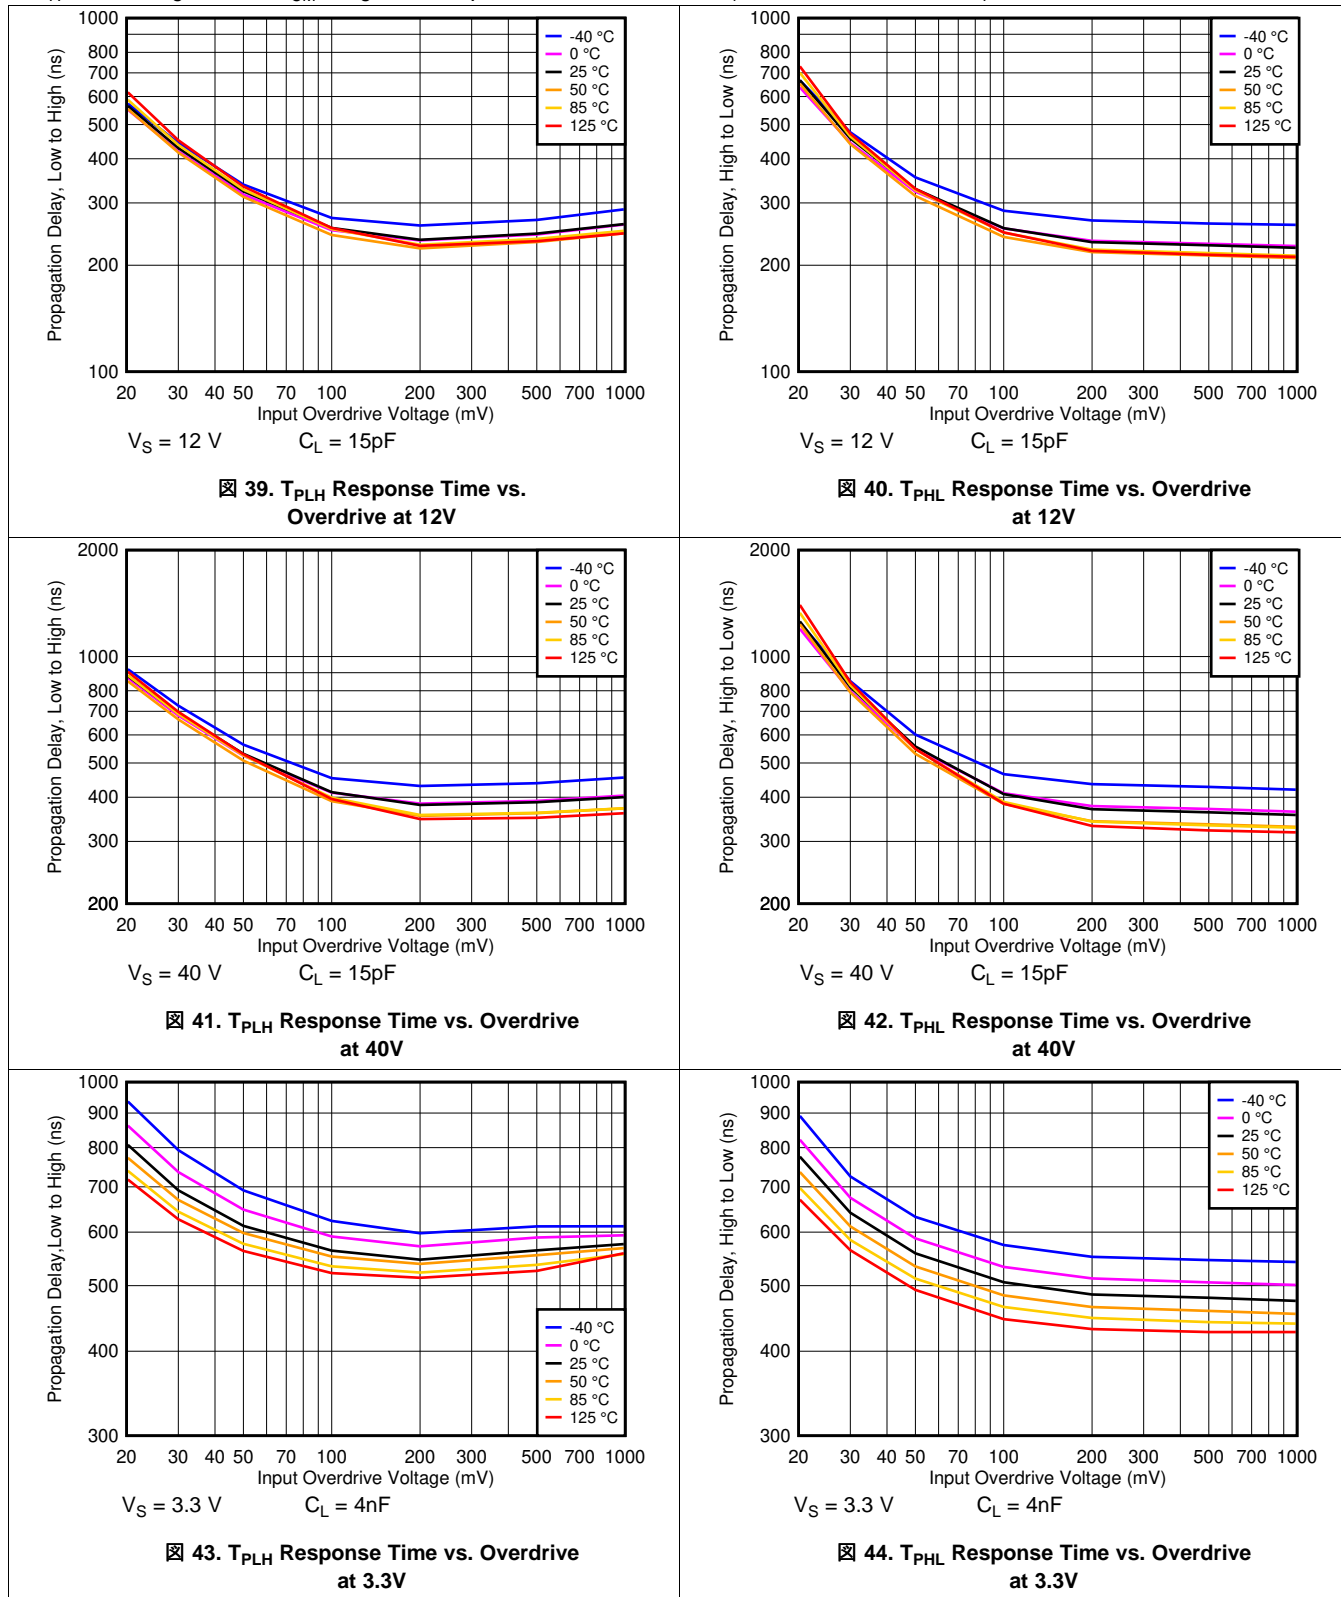 1000
800
700
600
500
400
300
200
100
20 30 50 70 100 200 300 500 700 1000
Propagation Delay, Low to High (ns)
Input Overdrive Voltage (mV)
-40 °C
0 °C
25 °C
50 °C
85 °C
125 °C
VS = 12 V CL = 15pF
図 39. TPLH Response Time vs.
Overdrive at 12V
1000
800
700
600
500
400
300
200
100
20 30 50 70 100 200 300 500 700 1000
Propagation Delay, High to Low (ns)
Input Overdrive Voltage (mV)
-40 °C
0 °C
25 °C
50 °C
85 °C
125 °C
VS = 12 V CL = 15pF
図 40. TPHL Response Time vs. Overdrive
at 12V
2000
1000
800
700
600
500
400
300
200
20 30 50 70 100 200 300 500 700 1000
Propagation Delay, Low to High (ns)
Input Overdrive Voltage (mV)
-40 °C
0 °C
25 °C
50 °C
85 °C
125 °C
VS = 40 V CL = 15pF
図 41. TPLH Response Time vs. Overdrive
at 40V
2000
1000
800
700
600
500
400
300
200
20 30 50 70 100 200 300 500 700 1000
Propagation Delay, High to Low (ns)
Input Overdrive Voltage (mV)
-40 °C
0 °C
25 °C
50 °C
85 °C
125 °C
VS = 40 V CL = 15pF
図 42. TPHL Response Time vs. Overdrive
at 40V
1000
900
800
700
600
500
400
300
20 30 50 70 100 200 300 500 700 1000
Propagation Delay,Low to High (ns)
Input Overdrive Voltage (mV)
-40 °C
0 °C
25 °C
50 °C
85 °C
125 °C
VS = 3.3 V CL = 4nF
図 43. TPLH Response Time vs. Overdrive
at 3.3V
1000
900
800
700
600
500
400
300
20 30 50 70 100 200 300 500 700 1000
Propagation Delay, High to Low (ns)
Input Overdrive Voltage (mV)
-40 °C
0 °C
25 °C
50 °C
85 °C
125 °C
VS = 3.3 V CL = 4nF
図 44. TPHL Response Time vs. Overdrive
at 3.3V